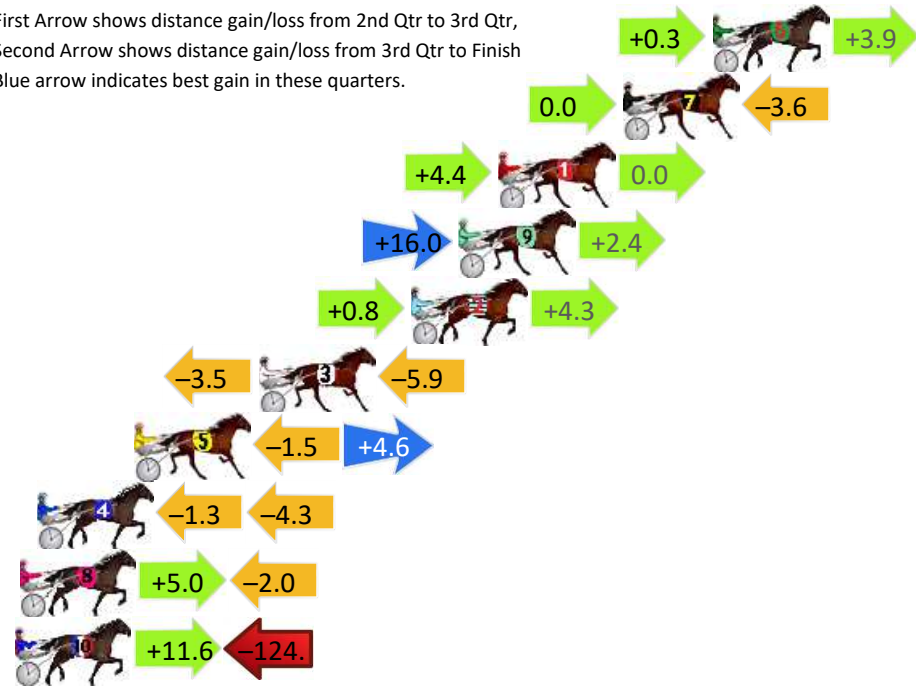 First Arrow shows distance gain/loss from 2nd Qtr to 3rd Qtr,
Second Arrow shows distance gain/loss from 3rd Qtr to Finish
Blue arrow indicates best gain in these quarters.
+0.3 6 +3.9
0.0 7 −3.6
+4.4 1 0.0
+16.0 9 +2.4
+0.8 2 +4.3
−3.5 3 −5.9
5 −1.5 +4.6
4 −1.3 −4.3
8 +5.0 −2.0
10 +11.6 −124.